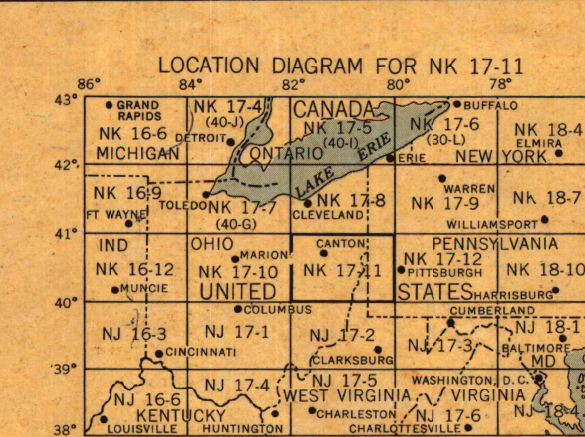 LOCATION DIAGRAM FOR NK 17-11
86° 84° 82° 80° 78°
43° GRAND RAPIDS NK 17-4 CANADA BUFFALO
(40-J) NK 17-5 NK 17-6 NK 18-4
NK 16-6 DETROIT (40-I) (30-L) ELMIRA
MICHIGAN ONTARIO LAKE ERIE ERIE NEW YORK
42°
NK 16-9 WARREN
TOLEDO NK 17-7 NK 17-8 NK 17-9 NK 18-7
FT WAYNE (40-G) CLEVELAND WILLIAMSPORT
41°
IND OHIO CANTON PENNSYLVANIA
MARION NK 17-12
NK 16-12 NK 17-10 NK 17-11 PITTSBURGH NK 18-10
MUNCIE UNITED STATES HARRISBURG
40°
COLUMBUS CUMBERLAND
NJ 16-3 NJ 17-1 NJ 17-2 NJ 17-3 NJ 18-1
CINCINNATI CLARKSBURG BALTIMORE
39° MD
NJ 17-4 NJ 17-5 WASHINGTON, D.C.
NJ 16-6 WEST VIRGINIA VIRGINIA
KENTUCKY CHARLESTON NJ 17-6 NJ 18-4
38° LOUISVILLE HUNTINGTON CHARLOTTESVILLE